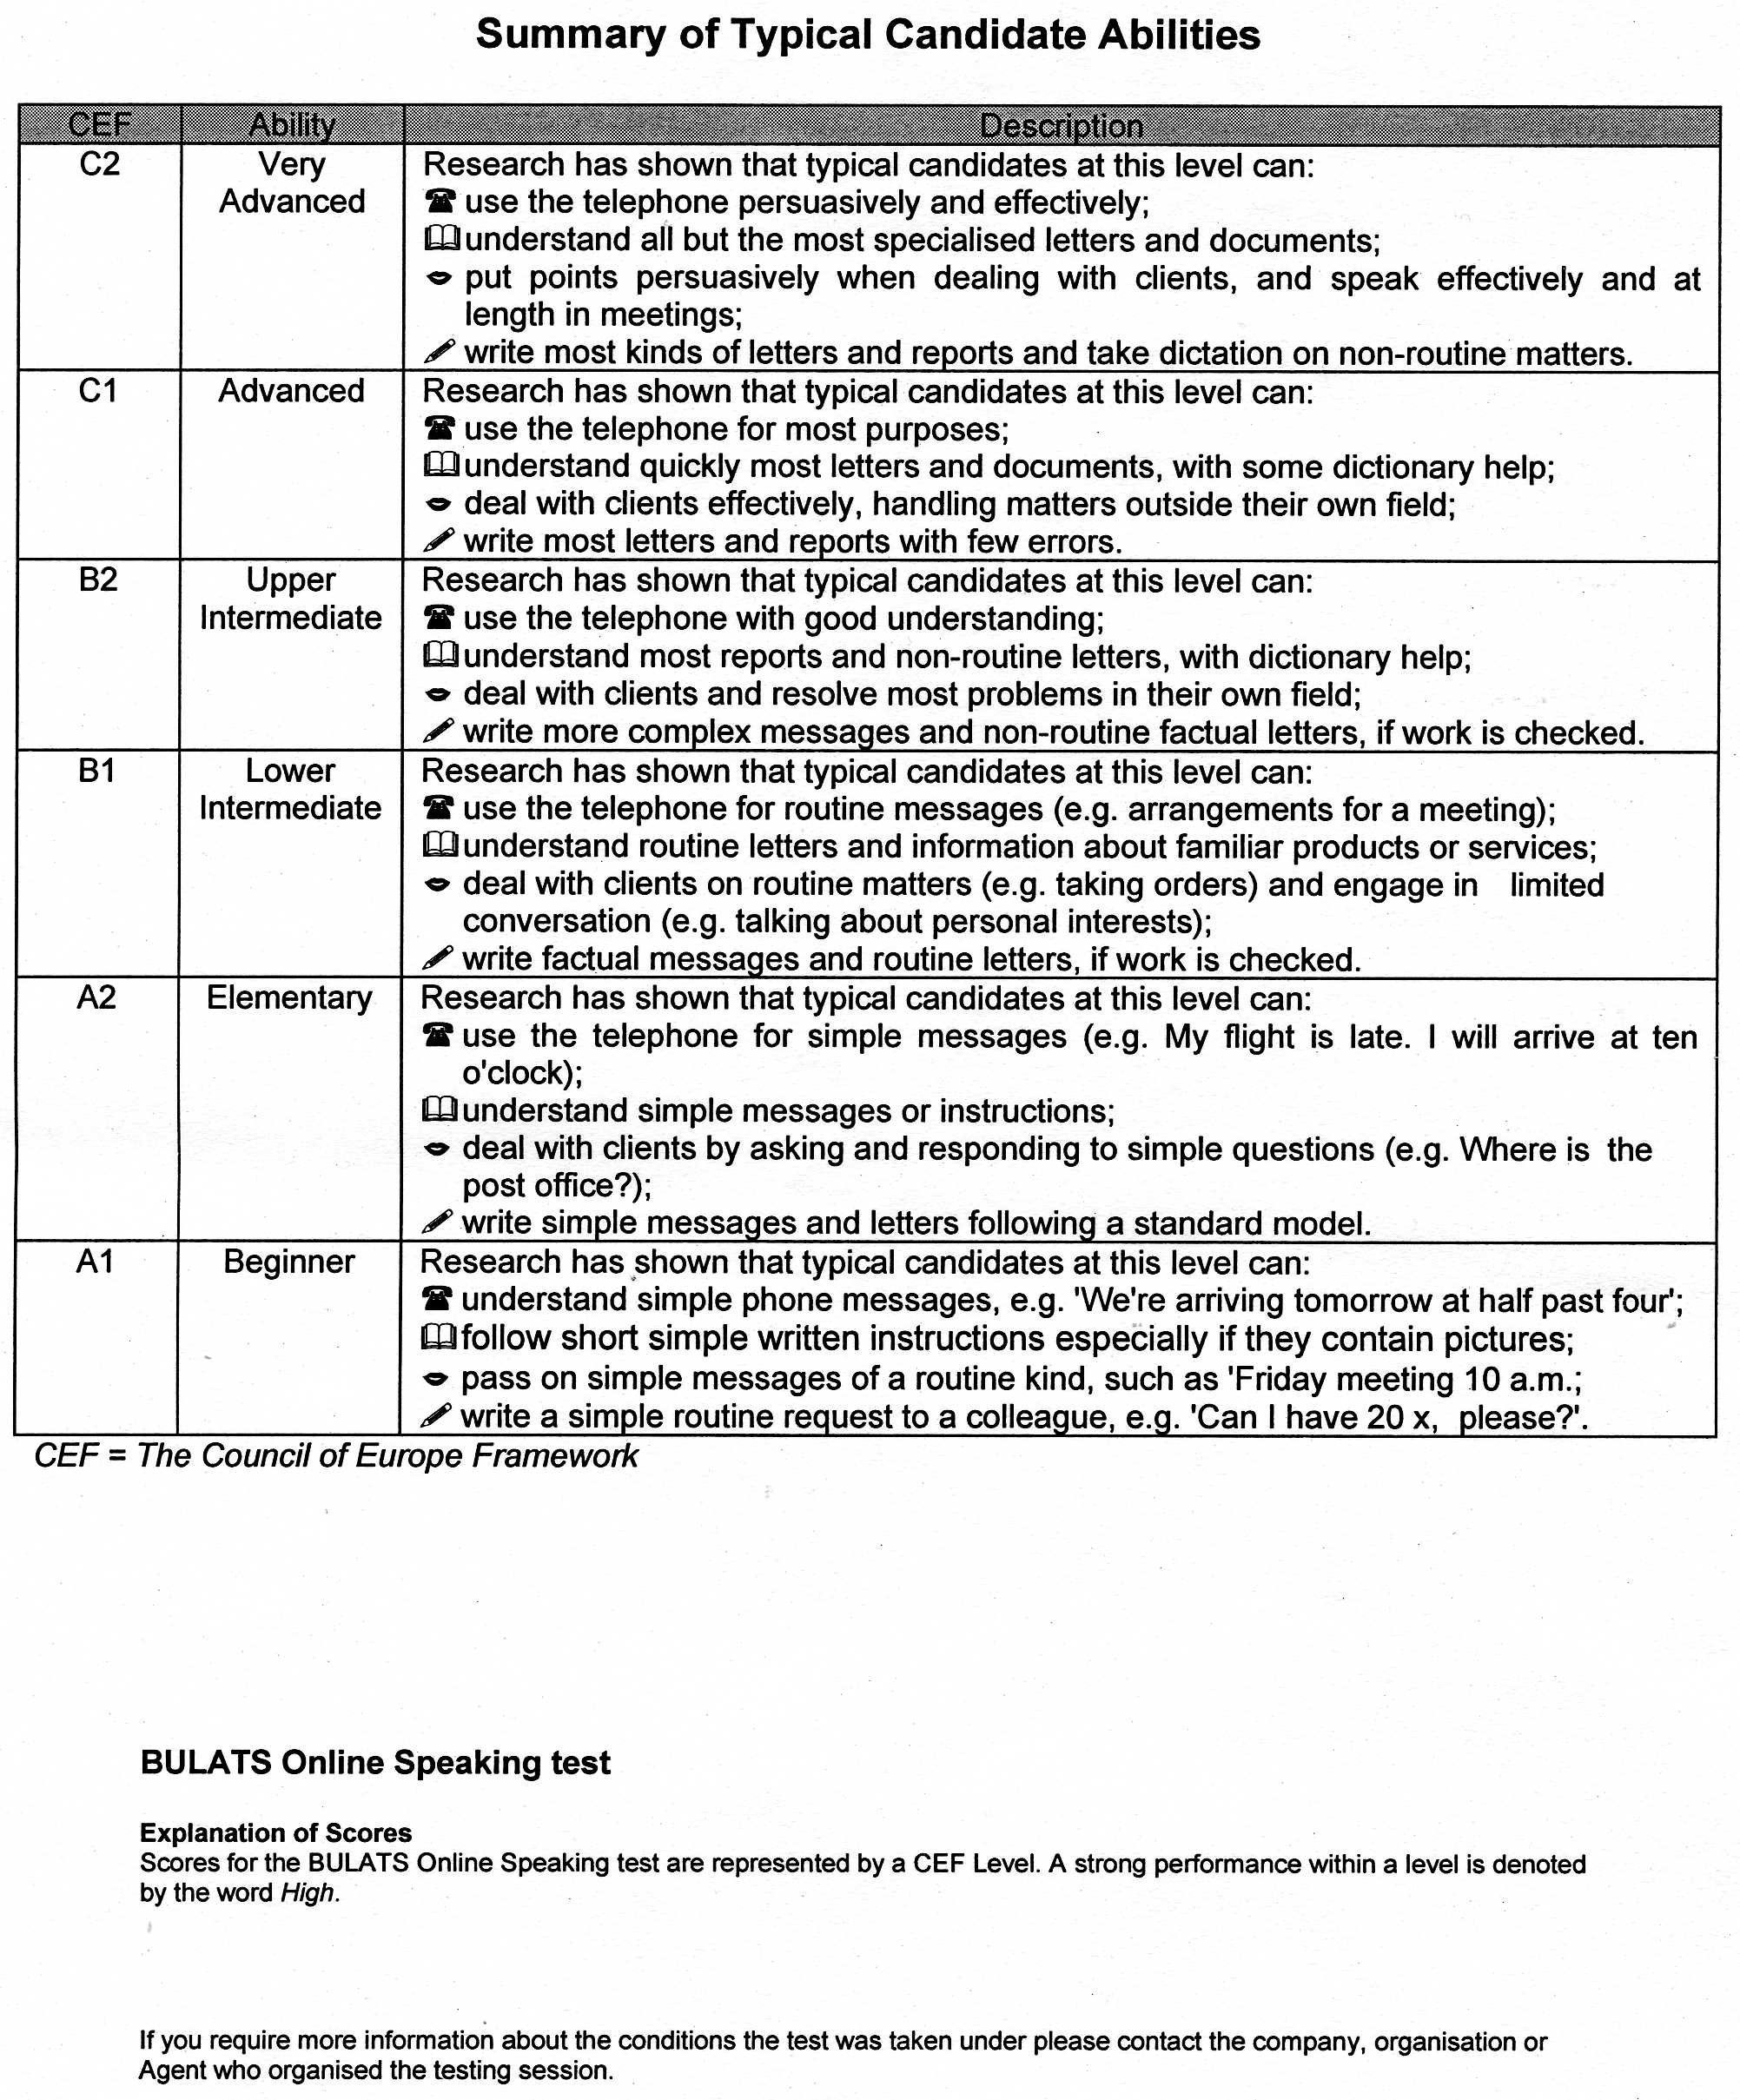 Summary of Typical Candidate Abilities
CEF Ability Description
C2 Very Research has shown that typical candidates at this level can:
Advanced ☎ use the telephone persuasively and effectively;
🕮 understand all but the most specialised letters and documents;
👄 put points persuasively when dealing with clients, and speak effectively and at
length in meetings;
✏ write most kinds of letters and reports and take dictation on non-routine matters.
C1 Advanced Research has shown that typical candidates at this level can:
☎ use the telephone for most purposes;
🕮 understand quickly most letters and documents, with some dictionary help;
👄 deal with clients effectively, handling matters outside their own field;
✏ write most letters and reports with few errors.
B2 Upper Research has shown that typical candidates at this level can:
Intermediate ☎ use the telephone with good understanding;
🕮 understand most reports and non-routine letters, with dictionary help;
👄 deal with clients and resolve most problems in their own field;
✏ write more complex messages and non-routine factual letters, if work is checked.
B1 Lower Research has shown that typical candidates at this level can:
Intermediate ☎ use the telephone for routine messages (e.g. arrangements for a meeting);
🕮 understand routine letters and information about familiar products or services;
👄 deal with clients on routine matters (e.g. taking orders) and engage in limited
conversation (e.g. talking about personal interests);
✏ write factual messages and routine letters, if work is checked.
A2 Elementary Research has shown that typical candidates at this level can:
☎ use the telephone for simple messages (e.g. My flight is late. I will arrive at ten
o'clock);
🕮 understand simple messages or instructions;
👄 deal with clients by asking and responding to simple questions (e.g. Where is the
post office?);
✏ write simple messages and letters following a standard model.
A1 Beginner Research has shown that typical candidates at this level can:
☎ understand simple phone messages, e.g. 'We're arriving tomorrow at half past four';
🕮 follow short simple written instructions especially if they contain pictures;
👄 pass on simple messages of a routine kind, such as 'Friday meeting 10 a.m.;
✏ write a simple routine request to a colleague, e.g. 'Can I have 20 x, please?'.
CEF = The Council of Europe Framework
BULATS Online Speaking test
Explanation of Scores
Scores for the BULATS Online Speaking test are represented by a CEF Level. A strong performance within a level is denoted
by the word High.
If you require more information about the conditions the test was taken under please contact the company, organisation or
Agent who organised the testing session.